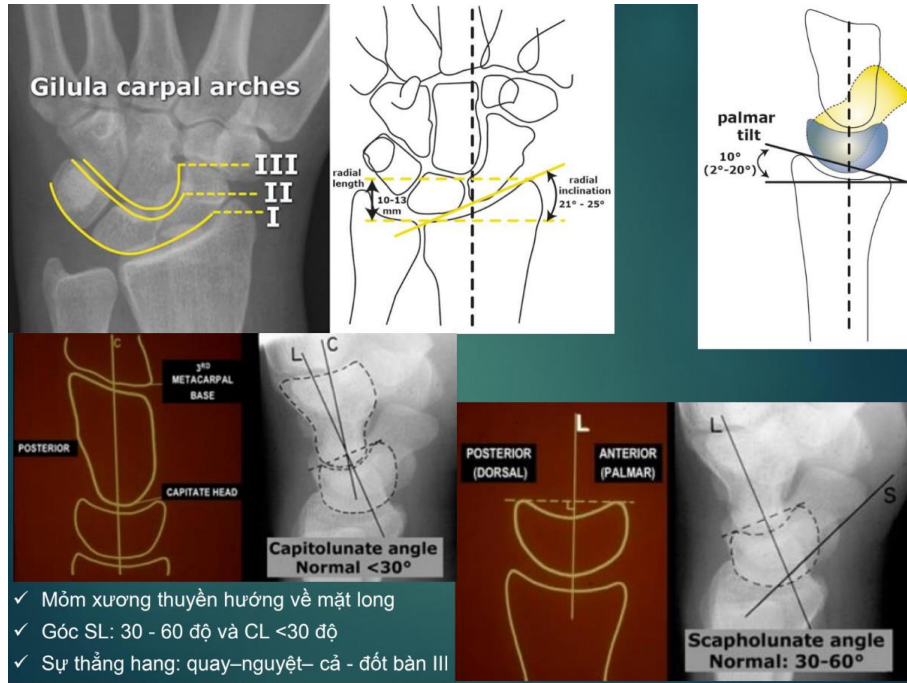 Gilula carpal arches
III
II
I
radial
length
10-13
mm
radial
inclination
21° - 25°
palmar
tilt
10°
(2°-20°)
C
3RD
METACARPAL
BASE
POSTERIOR
CAPITATE HEAD
L
C
Capitolunate angle
Normal <30°
L
POSTERIOR
(DORSAL)
ANTERIOR
(PALMAR)
L
S
Scapholunate angle
Normal: 30-60°
✓ Mỏm xương thuyền hướng về mặt long
✓ Góc SL: 30 - 60 độ và CL <30 độ
✓ Sự thẳng hang: quay–nguyệt– cả - đốt bàn III